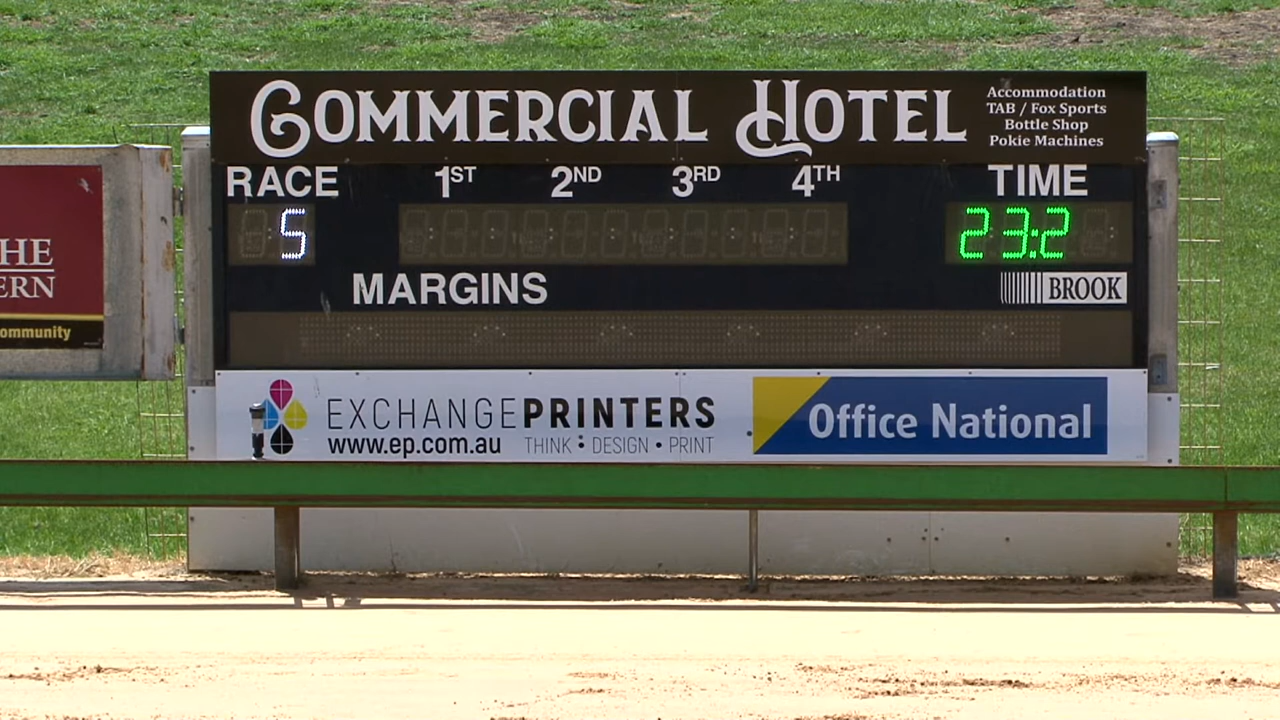 COMMERCIAL HOTEL
Accommodation
TAB / Fox Sports
Bottle Shop
Pokie Machines
RACE 1ST 2ND 3RD 4TH TIME
5 23:2
MARGINS
BROOK
HE
ERN
ommunity
EXCHANGEPRINTERS
www.ep.com.au THINK • DESIGN • PRINT
Office National